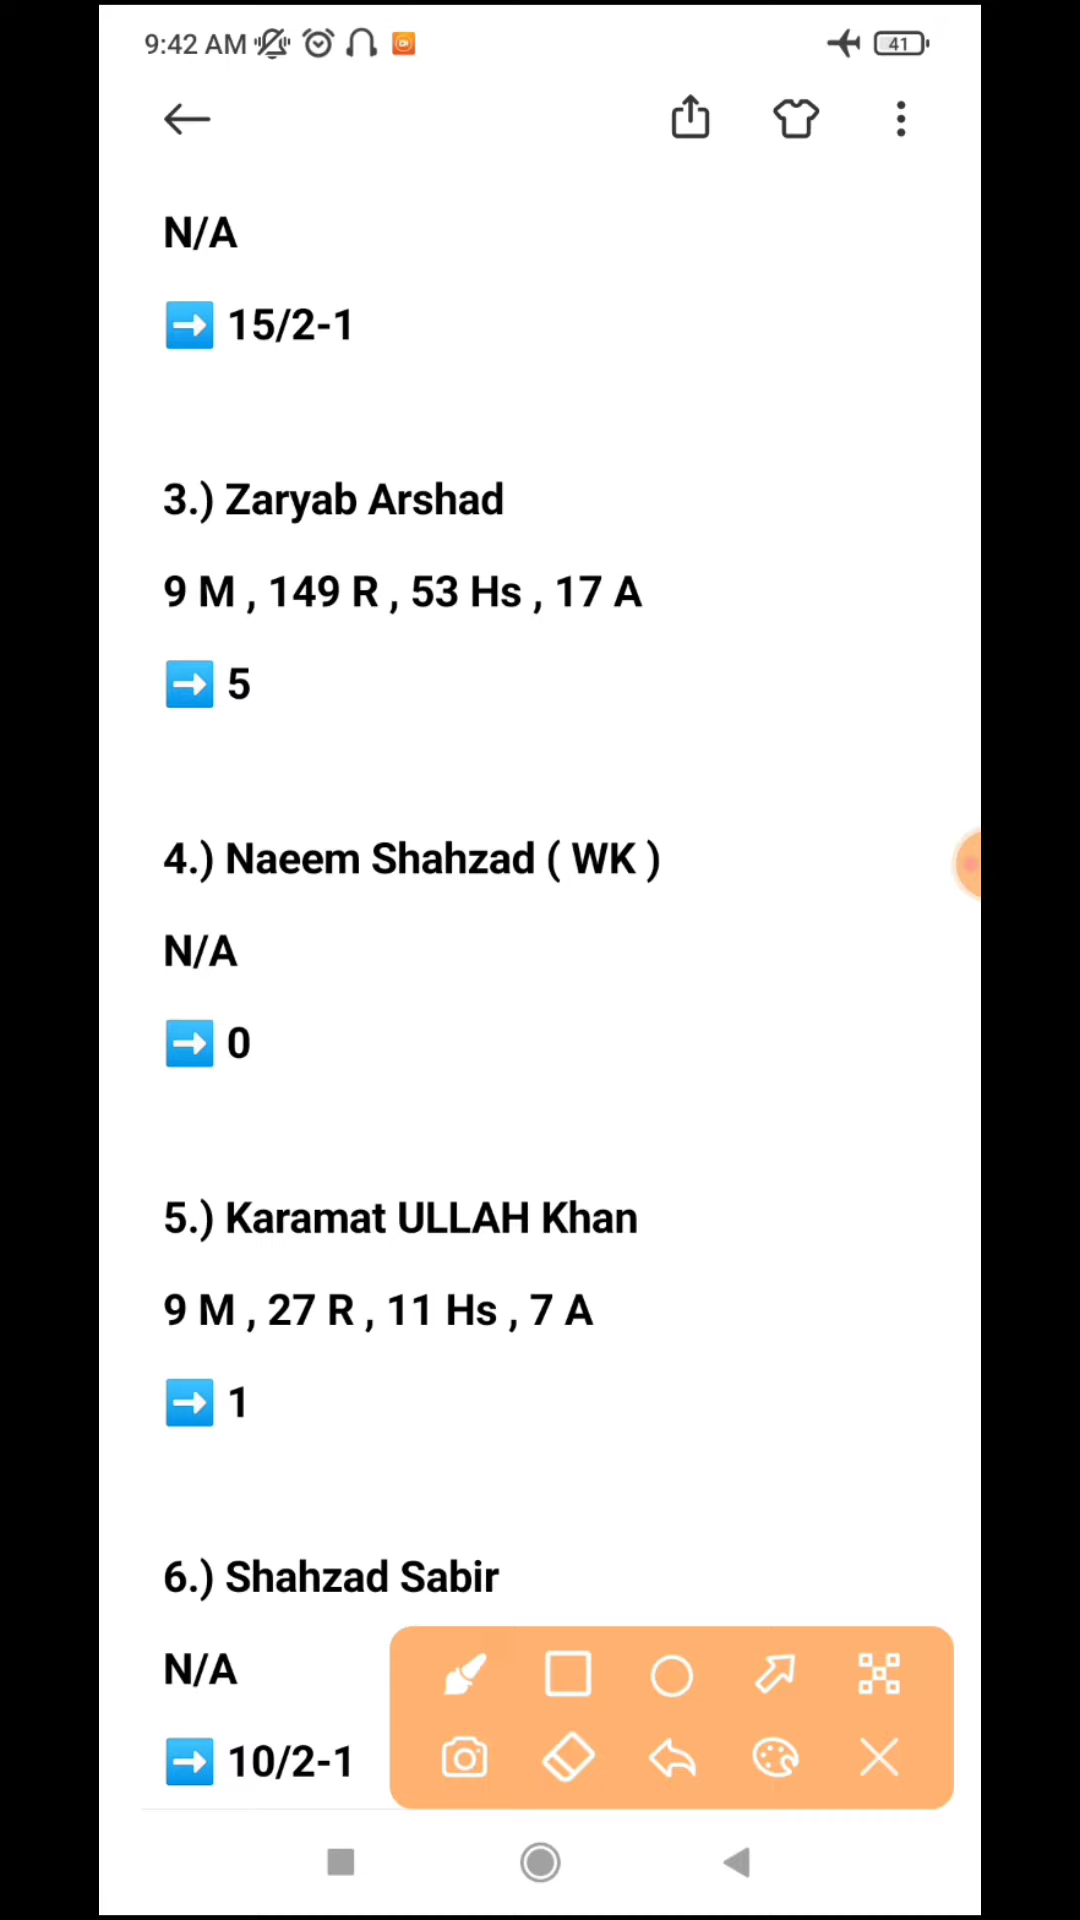 9:42 AM
41
N/A
➡️ 15/2-1
3.) Zaryab Arshad
9 M , 149 R , 53 Hs , 17 A
➡️ 5
4.) Naeem Shahzad ( WK )
N/A
➡️ 0
5.) Karamat ULLAH Khan
9 M , 27 R , 11 Hs , 7 A
➡️ 1
6.) Shahzad Sabir
N/A
➡️ 10/2-1